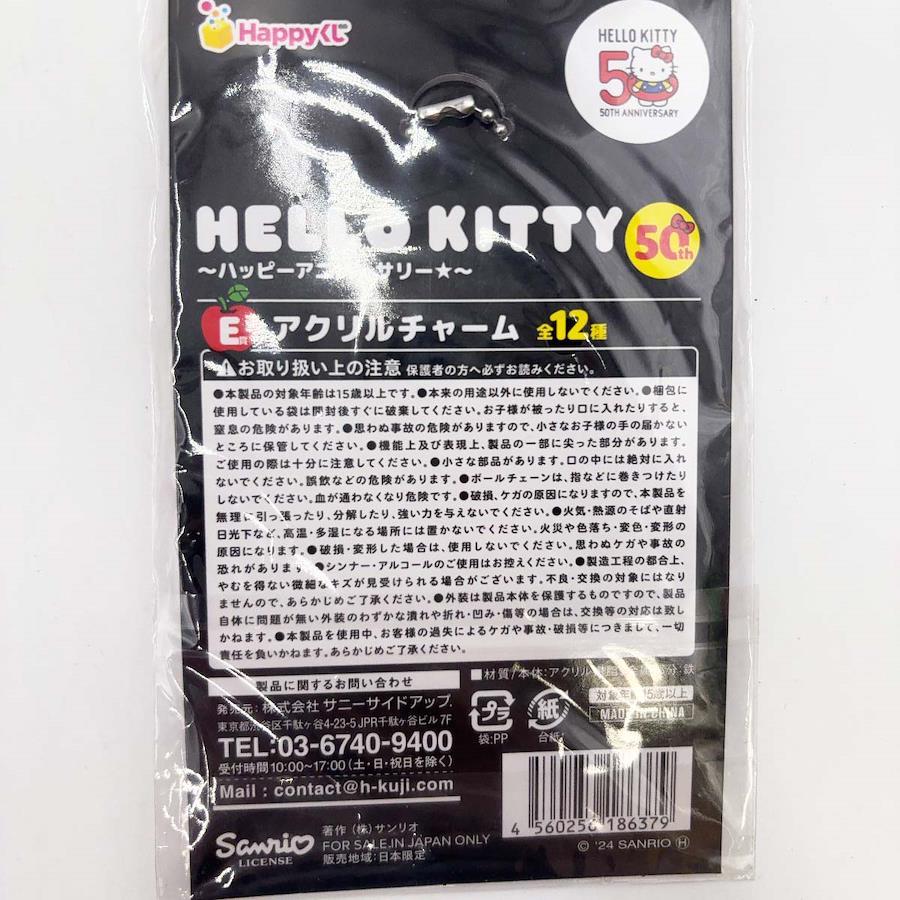 Happyくじ
HELLO KITTY
50
50TH ANNIVERSARY
HELLO KITTY 50th
～ハッピーアニ サリー★～
E賞 アクリルチャーム 全12種
お取り扱い上の注意 保護者の方へ必ずお読みください。
●本製品の対象年齢は15歳以上です。●本来の用途以外に使用しないでください。●梱包に
使用している袋は開封後すぐに破棄してください。お子様が被ったり口に入れたりすると、
窒息の危険があります。●思わぬ事故の危険がありますので、小さなお子様の手の届かない
ところに保管してください。●機能上及び表現上、製品の一部に尖った部分があります。
ご使用の際は十分に注意してください。●小さな部品があります。口の中には絶対に入れ
ないでください。誤飲などの危険があります。●ボールチェーンは、指などに巻きつけたり
しないでください。血が通わなくなり危険です。●破損、ケガの原因になりますので、本製品を
無理に引っ張ったり、分解したり、強い力を与えないでください。●火気・熱源のそばや直射
日光下など、高温・多湿になる場所には置かないでください。火災や色落ち・変色・変形の
原因になります。●破損・変形した場合は、使用しないでください。思わぬケガや事故の
恐れがあります。●シンナー・アルコールのご使用はお控えください。●製造工程の都合上、
やむを得ない微細なキズが見受けられる場合がございます。不良・交換の対象にはなり
ませんので、あらかじめご了承ください。●外装は製品本体を保護するものですので、製品
自体に問題が無い外装のわずかな潰れや折れ・凹み・傷等の場合は、交換等の対応は致し
かねます。●本製品を使用中、お客様の過失によるケガや事故・破損等につきまして、一切
責任を負いかねます。あらかじめご了承ください。
製品に関するお問い合わせ
発売元: 株式会社 サニーサイドアップ
東京都渋谷区千駄ヶ谷4-23-5 JPR千駄ヶ谷ビル 7F
TEL:03-6740-9400
受付時間10:00~17:00(土・日・祝日を除く)
Mail : contact@h-kuji.com
■材質/本体:アクリル 鉄
プラ
袋:PP
紙
台紙
対象年齢15歳以上
MADE IN CHINA
4 560256 186379
Sanrio
LICENSE
著作 (株)サンリオ
FOR SALE IN JAPAN ONLY
販売地域:日本限定
© '24 SANRIO Ⓗ